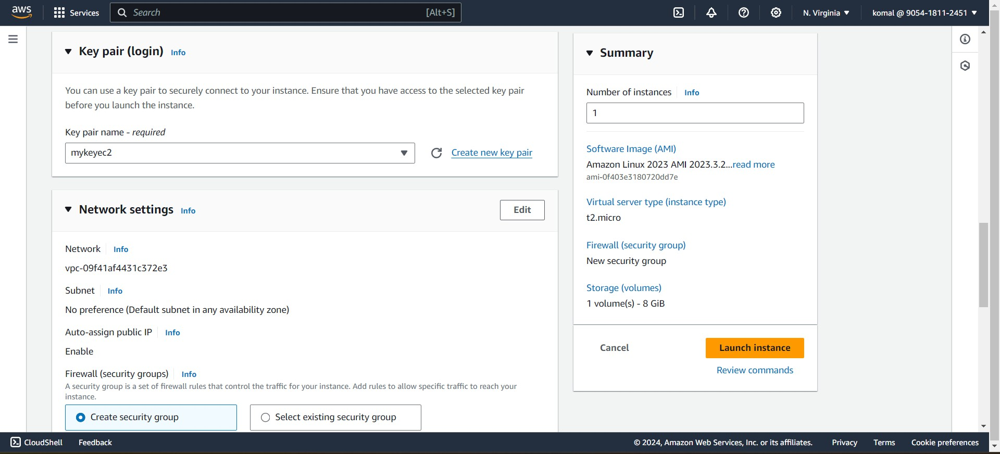 aws
Services
Search
[Alt+S]
N. Virginia
komal @ 9054-1811-2451
Key pair (login) Info
You can use a key pair to securely connect to your instance. Ensure that you have access to the selected key pair
before you launch the instance.
Key pair name - required
mykeyec2
Create new key pair
Network settings Info
Edit
Network Info
vpc-09f41af4431c372e3
Subnet Info
No preference (Default subnet in any availability zone)
Auto-assign public IP Info
Enable
Firewall (security groups) Info
A security group is a set of firewall rules that control the traffic for your instance. Add rules to allow specific traffic to reach your
instance.
Create security group
Select existing security group
Summary
Number of instances Info
1
Software Image (AMI)
Amazon Linux 2023 AMI 2023.3.2...read more
ami-0f403e3180720dd7e
Virtual server type (instance type)
t2.micro
Firewall (security group)
New security group
Storage (volumes)
1 volume(s) - 8 GiB
Cancel
Launch instance
Review commands
CloudShell
Feedback
© 2024, Amazon Web Services, Inc. or its affiliates.
Privacy
Terms
Cookie preferences